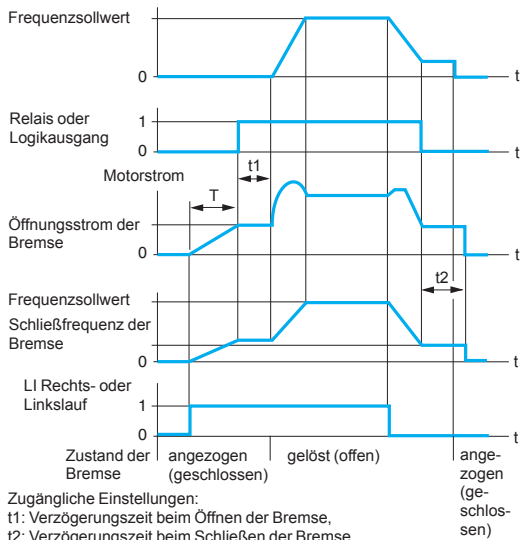 Frequenzsollwert
0
t
Relais oder
Logikausgang
1
0
t
t1
Motorstrom
T
Öffnungsstrom der
Bremse
0
t
t2
Frequenzsollwert
Schließfrequenz der
Bremse
0
t
LI Rechts- oder
Linkslauf
1
0
t
Zustand der
Bremse
angezogen
(geschlossen)
gelöst (offen)
ange-
zogen
(ge-
schlos-
sen)
Zugängliche Einstellungen:
t1: Verzögerungszeit beim Öffnen der Bremse,
t2: Verzögerungszeit beim Schließen der Bremse